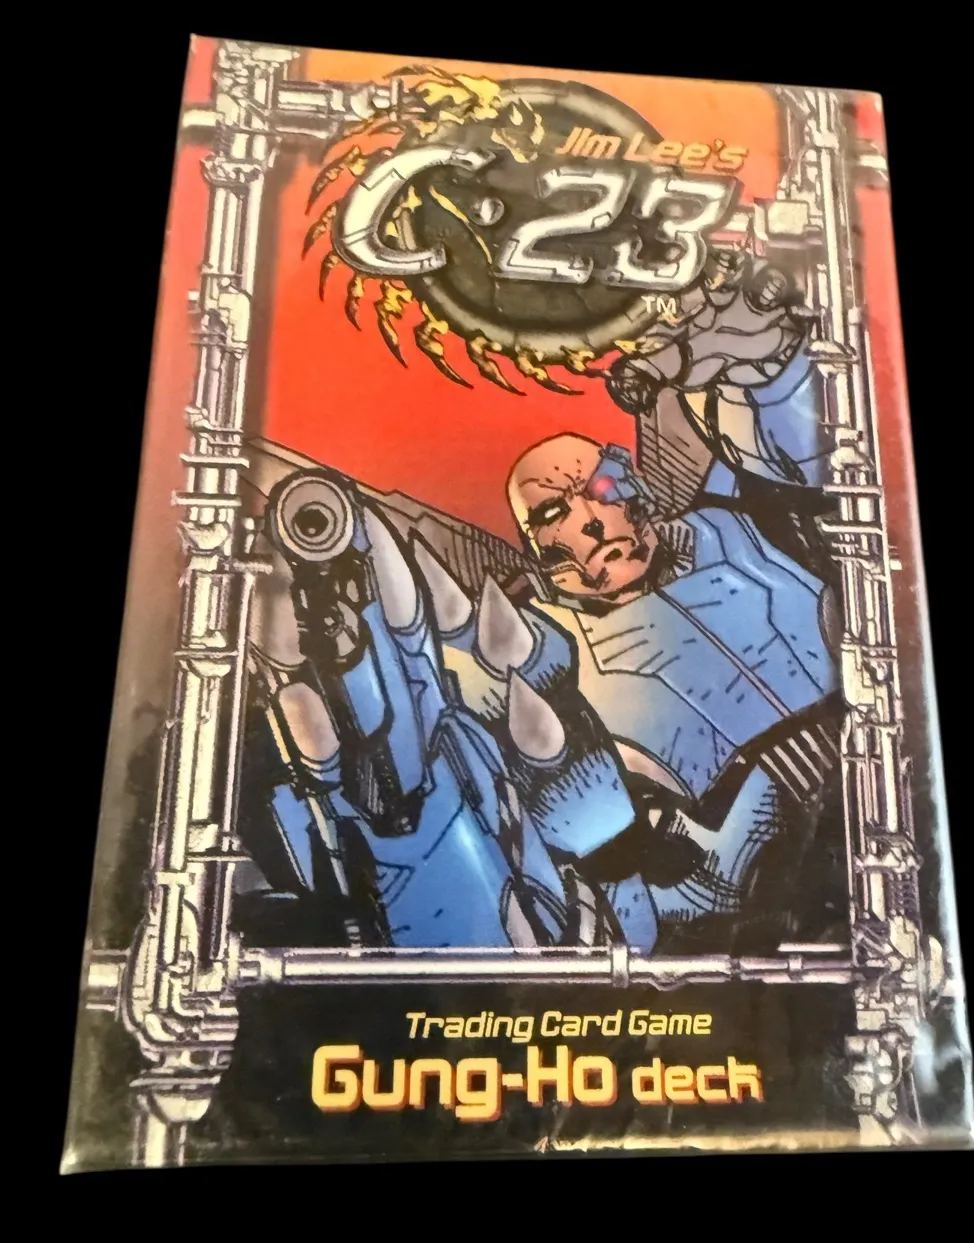 Jim Lee's
C•23
TM
Trading Card Game
Gung-Ho deck